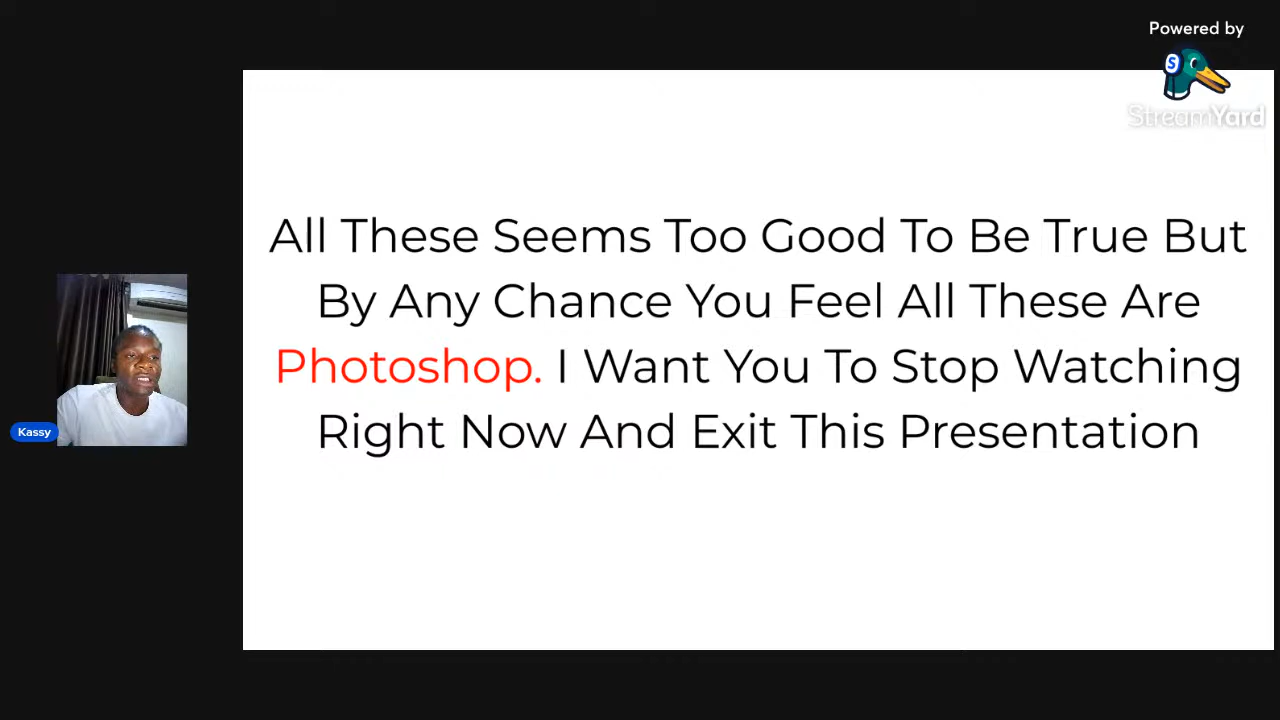 Powered by
StreamYard
All These Seems Too Good To Be True But
By Any Chance You Feel All These Are
Photoshop. I Want You To Stop Watching
Right Now And Exit This Presentation
Kassy